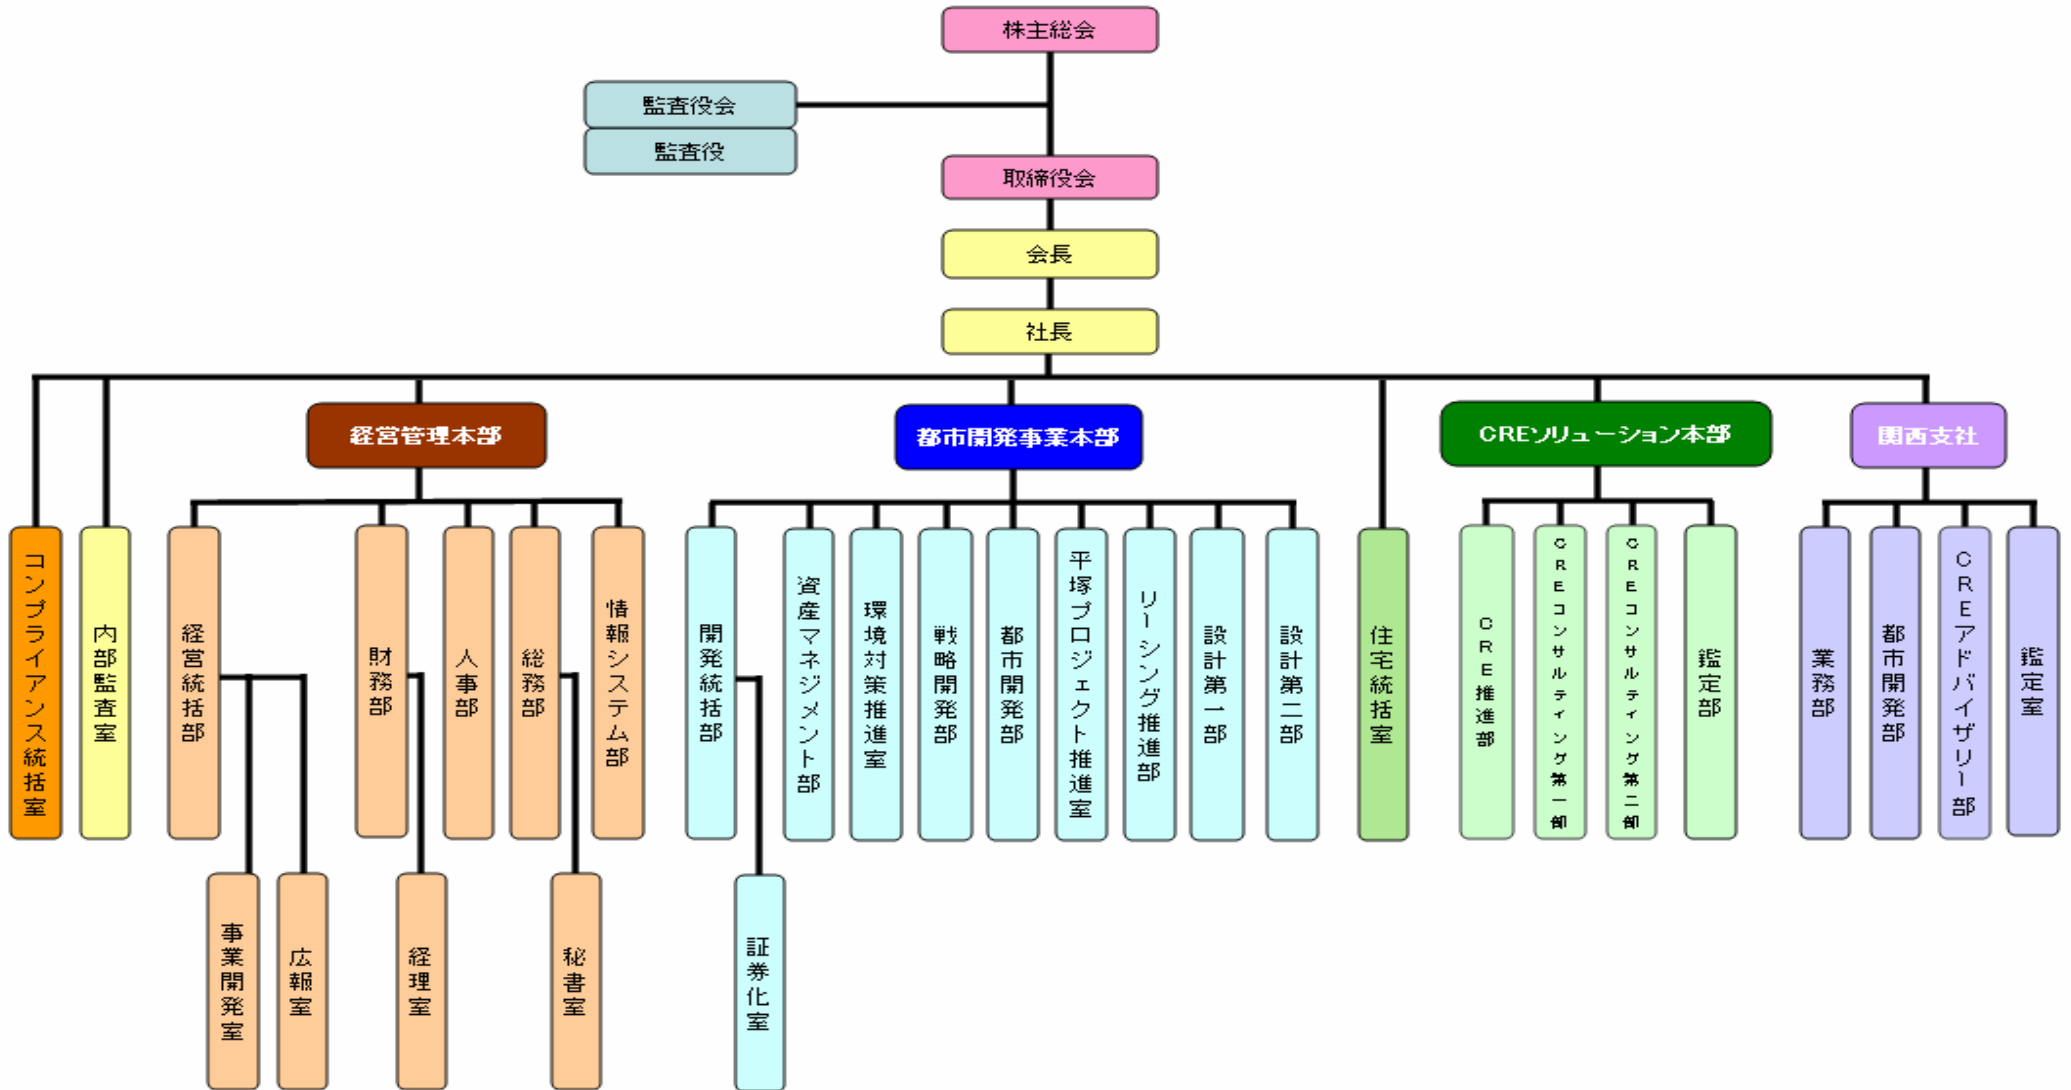 株主総会
監査役会
監査役
取締役会
会長
社長
経営管理本部
都市開発事業本部
CREソリューション本部
関西支社
コンプライアンス統括室
内部監査室
経営統括部
財務部
人事部
総務部
情報システム部
開発統括部
資産マネジメント部
環境対策推進室
戦略開発部
都市開発部
平塚プロジェクト推進室
リーシング推進部
設計第一部
設計第二部
住宅統括室
CRE推進部
CREコンサルティング第一部
CREコンサルティング第二部
鑑定部
業務部
都市開発部
CREアドバイザリー部
鑑定室
事業開発室
広報室
経理室
秘書室
証券化室